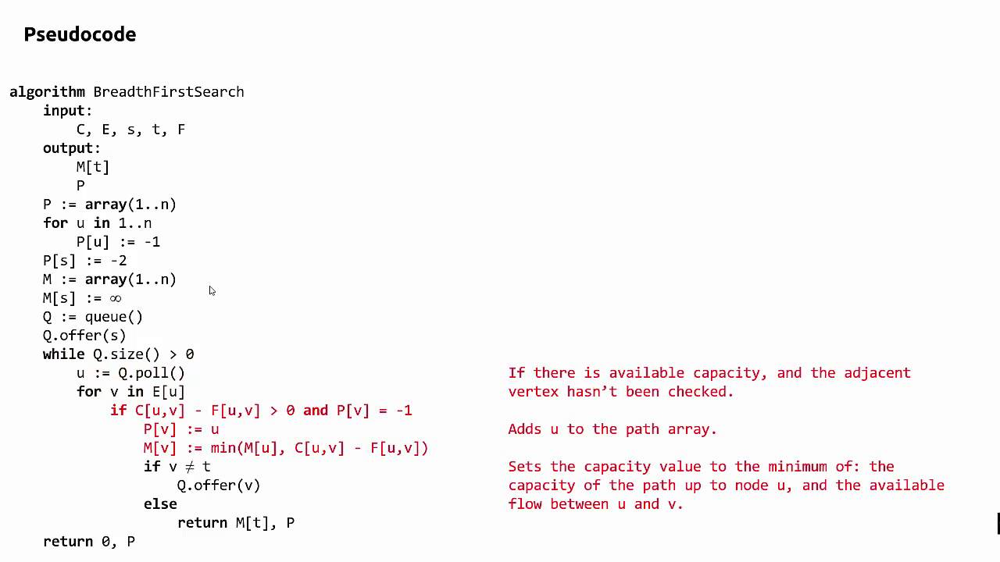 Pseudocode
algorithm BreadthFirstSearch
input:
C, E, s, t, F
output:
M[t]
P
P := array(1..n)
for u in 1..n
P[u] := -1
P[s] := -2
M := array(1..n)
M[s] := ∞
Q := queue()
Q.offer(s)
while Q.size() > 0
u := Q.poll()
for v in E[u]
if C[u,v] - F[u,v] > 0 and P[v] = -1
P[v] := u
M[v] := min(M[u], C[u,v] - F[u,v])
if v ≠ t
Q.offer(v)
else
return M[t], P
return 0, P
If there is available capacity, and the adjacent
vertex hasn’t been checked.
Adds u to the path array.
Sets the capacity value to the minimum of: the
capacity of the path up to node u, and the available
flow between u and v.